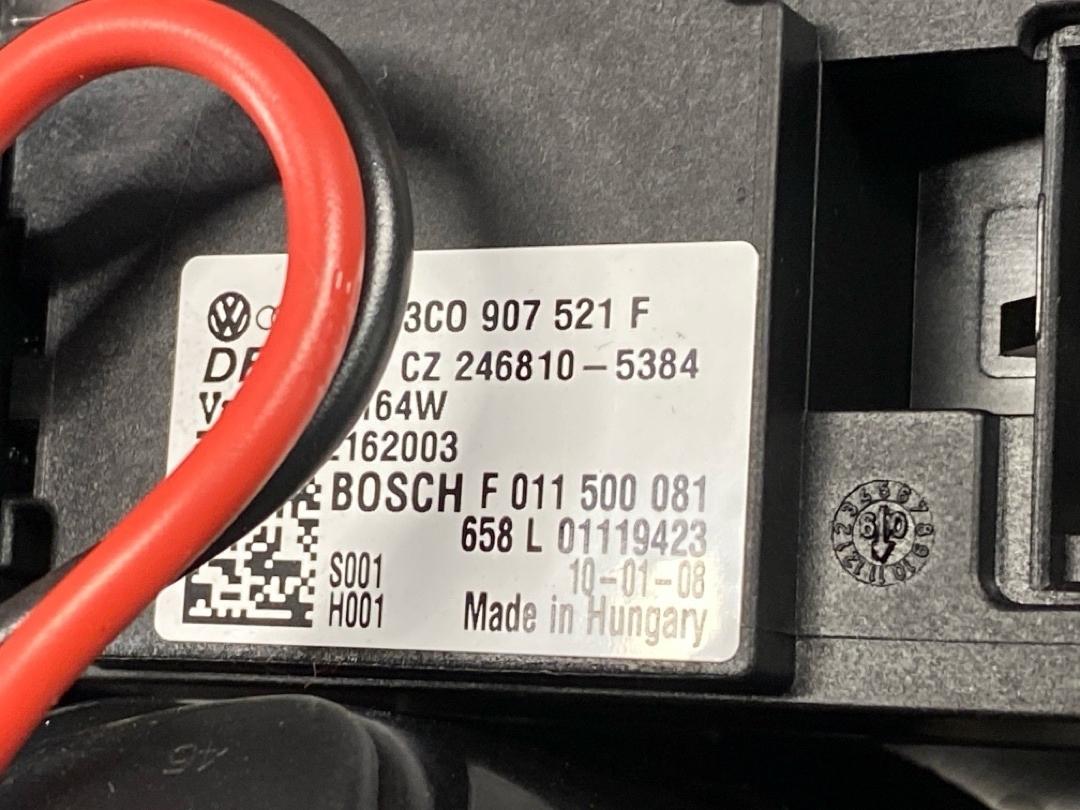 3C0 907 521 F
CZ 246810-5384
164W
162003
BOSCH F 011 500 081
658 L 01119423
S001 10-01-08
H001 Made in Hungary